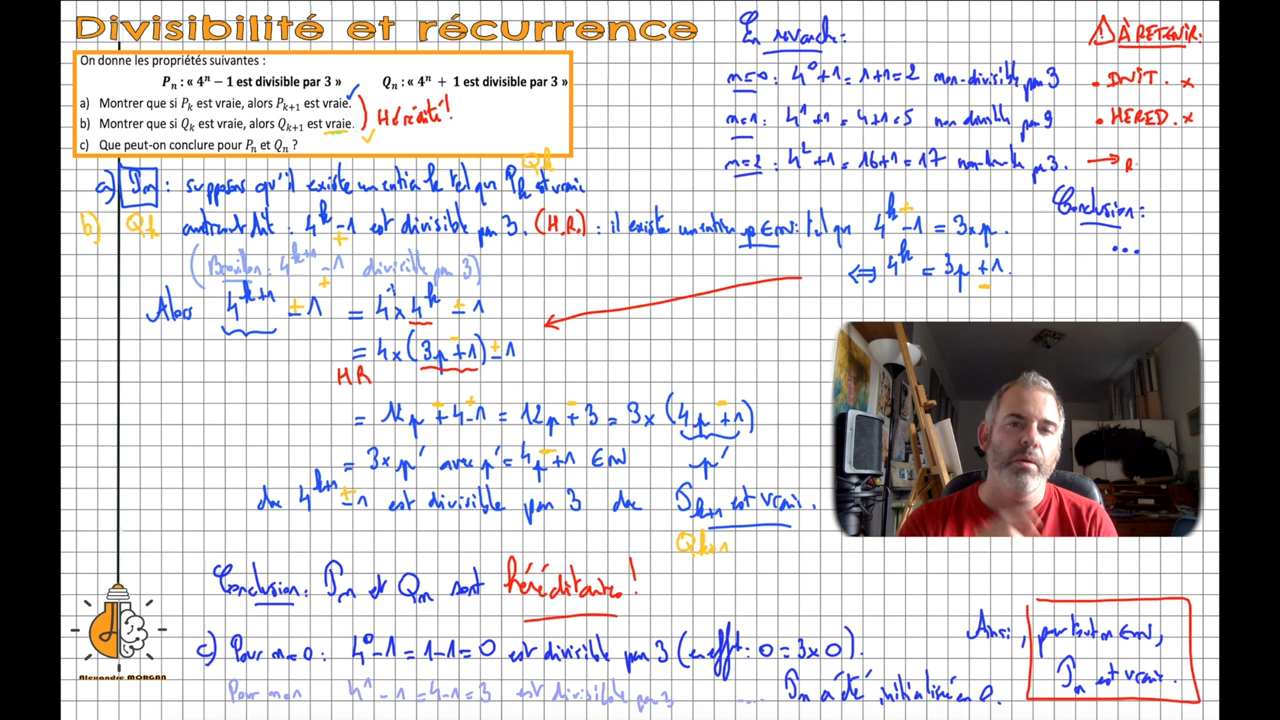 Divisibilité et récurrence
On donne les propriétés suivantes :
Pₙ : « 4ⁿ − 1 est divisible par 3 » Qₙ : « 4ⁿ + 1 est divisible par 3 »
a) Montrer que si Pₖ est vraie, alors Pₖ₊₁ est vraie.
b) Montrer que si Qₖ est vraie, alors Qₖ₊₁ est vraie.
c) Que peut-on conclure pour Pₙ et Qₙ ?
Hérédité !
a) Pₙ : supposons qu'il existe un entier k tel que Pₖ est vraie
Qₖ
b) Qₖ autrement dit : 4ᵏ − 1 est divisible par 3. (H.R.) : il existe un entier p ∈ ℕ tel que 4ᵏ − 1 = 3×p.
+ +
(Brouillon : 4ᵏ⁺¹ − 1 divisible par 3)
+
⟺ 4ᵏ = 3p + 1.
−
Alors 4ᵏ⁺¹ ± 1 = 4¹ × 4ᵏ ± 1
= 4 × (3p + 1) ± 1
−
HR
= 12p + 4 − 1 = 12p + 3 = 3 × (4p + 1)
− + − −
= 3 × p' avec p' = 4p + 1 ∈ ℕ p'
−
donc 4ᵏ⁺¹ ± 1 est divisible par 3 donc Pₖ₊₁ est vraie.
Qₖ₊₁
Conclusion : Pₙ et Qₙ sont héréditaires !
c) Pour n = 0 : 4⁰ − 1 = 1 − 1 = 0 est divisible par 3 (en effet : 0 = 3 × 0).
Pour n=1 4¹ − 1 = 4 − 1 = 3 est divisible par 3 .... Pₙ a été initialisée en 0.
Ainsi, pour tout n ∈ ℕ,
Pₙ est vraie.
En revanche :
n = 0 : 4⁰ + 1 = 1 + 1 = 2 non-divisible par 3
n = 1 : 4¹ + 1 = 4 + 1 = 5 non divisible par 3
n = 2 : 4² + 1 = 16 + 1 = 17 non-divisible par 3.
Conclusion :
...
! À RETENIR :
• INIT. x
• HERED. x
→ R
Alexandre MORGAN